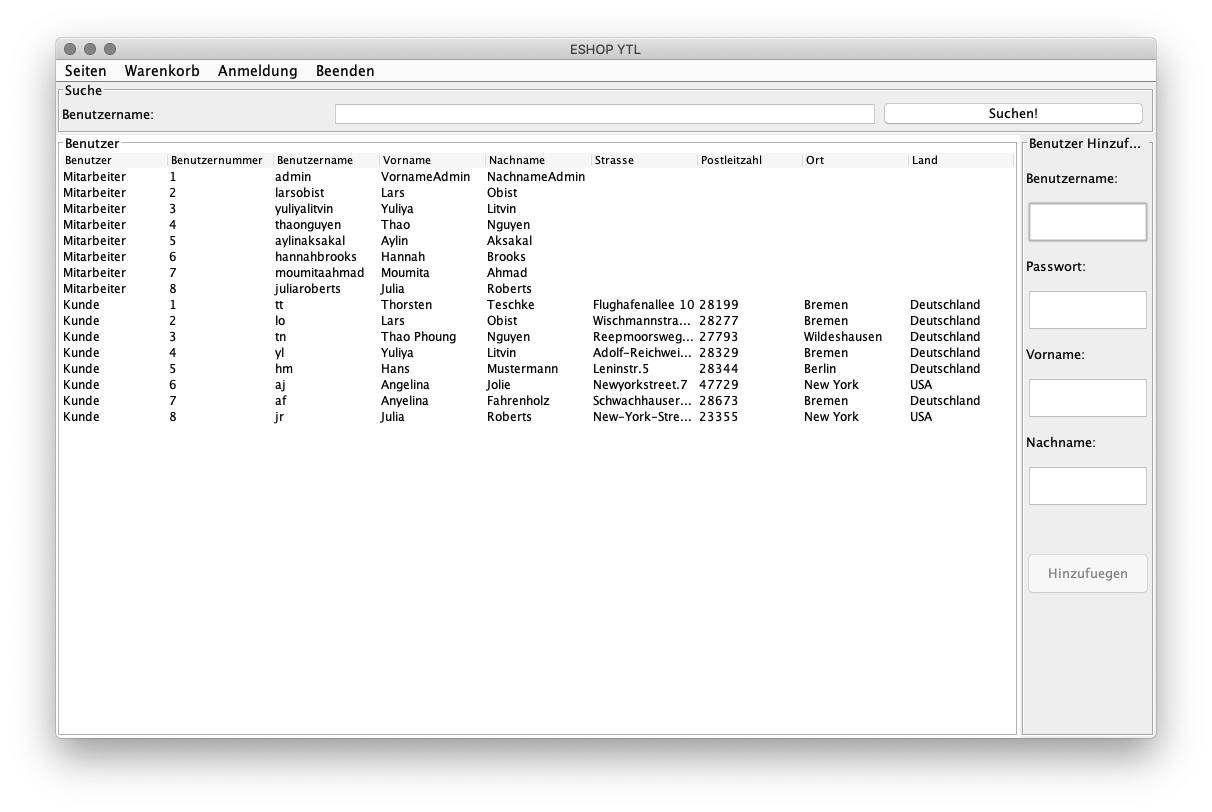 ESHOP YTL
Seiten Warenkorb Anmeldung Beenden
Suche
Benutzername: Suchen!
Benutzer
Benutzer Benutzernummer Benutzername Vorname Nachname Strasse Postleitzahl Ort Land
Mitarbeiter 1 admin VornameAdmin NachnameAdmin
Mitarbeiter 2 larsobist Lars Obist
Mitarbeiter 3 yuliyalitvin Yuliya Litvin
Mitarbeiter 4 thaonguyen Thao Nguyen
Mitarbeiter 5 aylinaksakal Aylin Aksakal
Mitarbeiter 6 hannahbrooks Hannah Brooks
Mitarbeiter 7 moumitaahmad Moumita Ahmad
Mitarbeiter 8 juliaroberts Julia Roberts
Kunde 1 tt Thorsten Teschke Flughafenallee 10 28199 Bremen Deutschland
Kunde 2 lo Lars Obist Wischmannstra... 28277 Bremen Deutschland
Kunde 3 tn Thao Phoung Nguyen Reepmoorsweg... 27793 Wildeshausen Deutschland
Kunde 4 yl Yuliya Litvin Adolf-Reichwei... 28329 Bremen Deutschland
Kunde 5 hm Hans Mustermann Leninstr.5 28344 Berlin Deutschland
Kunde 6 aj Angelina Jolie Newyorkstreet.7 47729 New York USA
Kunde 7 af Anyelina Fahrenholz Schwachhauser... 28673 Bremen Deutschland
Kunde 8 jr Julia Roberts New-York-Stre... 23355 New York USA
Benutzer Hinzuf...
Benutzername:
Passwort:
Vorname:
Nachname:
Hinzufuegen